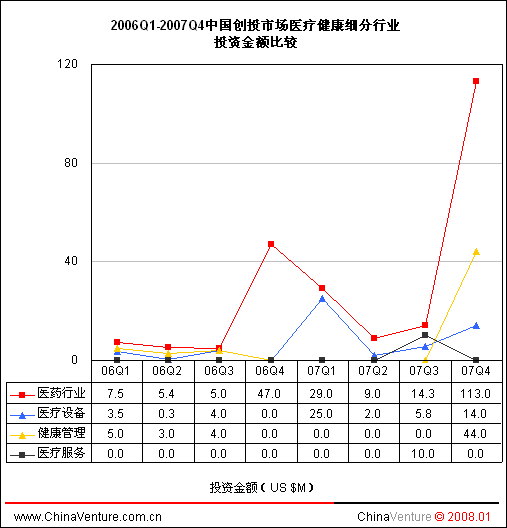 2006Q1-2007Q4中国创投市场医疗健康细分行业
投资金额比较
120
80
40
0
06Q1 06Q2 06Q3 06Q4 07Q1 07Q2 07Q3 07Q4
医药行业 7.5 5.4 5.0 47.0 29.0 9.0 14.3 113.0
医疗设备 3.5 0.3 4.0 0.0 25.0 2.0 5.8 14.0
健康管理 5.0 3.0 4.0 0.0 0.0 0.0 0.0 44.0
医疗服务 0.0 0.0 0.0 0.0 0.0 0.0 10.0 0.0
投资金额（US $M）
www.ChinaVenture.com.cn ChinaVenture © 2008.01